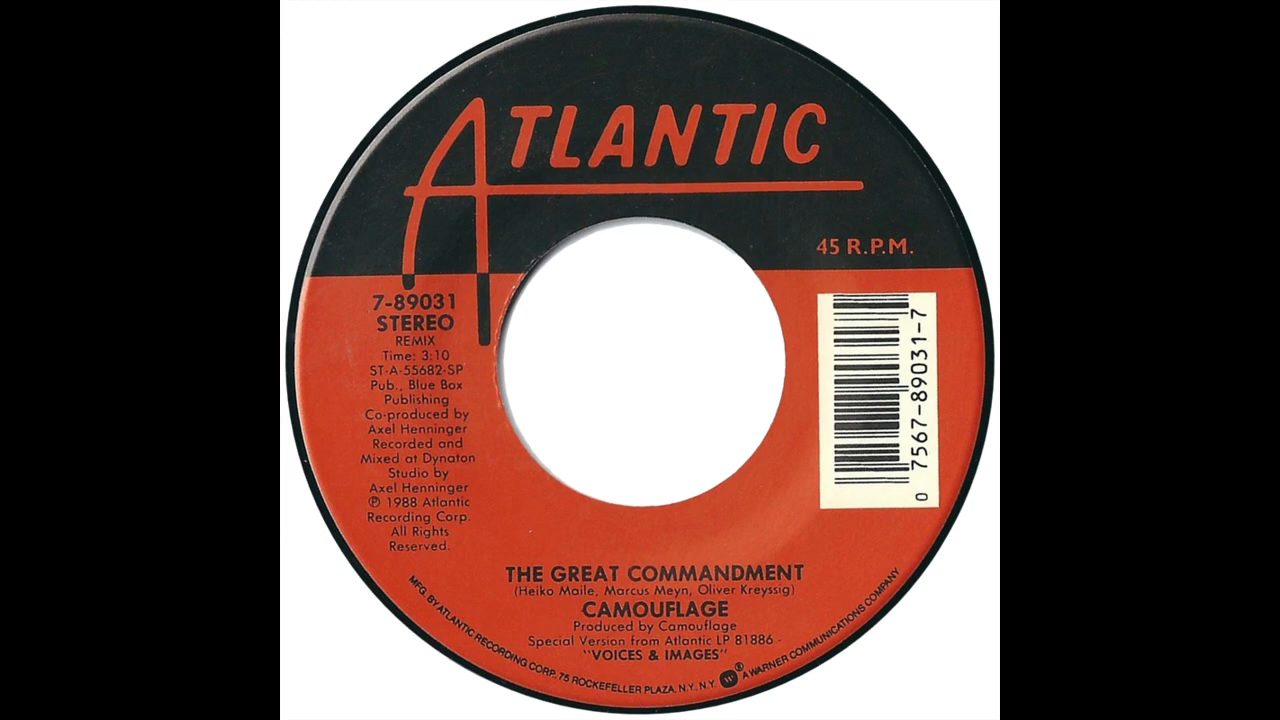 ATLANTIC
45 R.P.M.
7-89031
STEREO
REMIX
Time: 3:10
ST-A-55682-SP
Pub., Blue Box
Publishing
Co-produced by
Axel Henninger
Recorded and
Mixed at Dynaton
Studio by
Axel Henninger
℗ 1988 Atlantic
Recording Corp.
All Rights
Reserved.
0 7567-89031-7
THE GREAT COMMANDMENT
(Heiko Maile, Marcus Meyn, Oliver Kreyssig)
CAMOUFLAGE
Produced by Camouflage
Special Version from Atlantic LP 81886 -
"VOICES & IMAGES"
MFG. BY ATLANTIC RECORDING CORP., 75 ROCKEFELLER PLAZA, N.Y., N.Y. ® A WARNER COMMUNICATIONS COMPANY